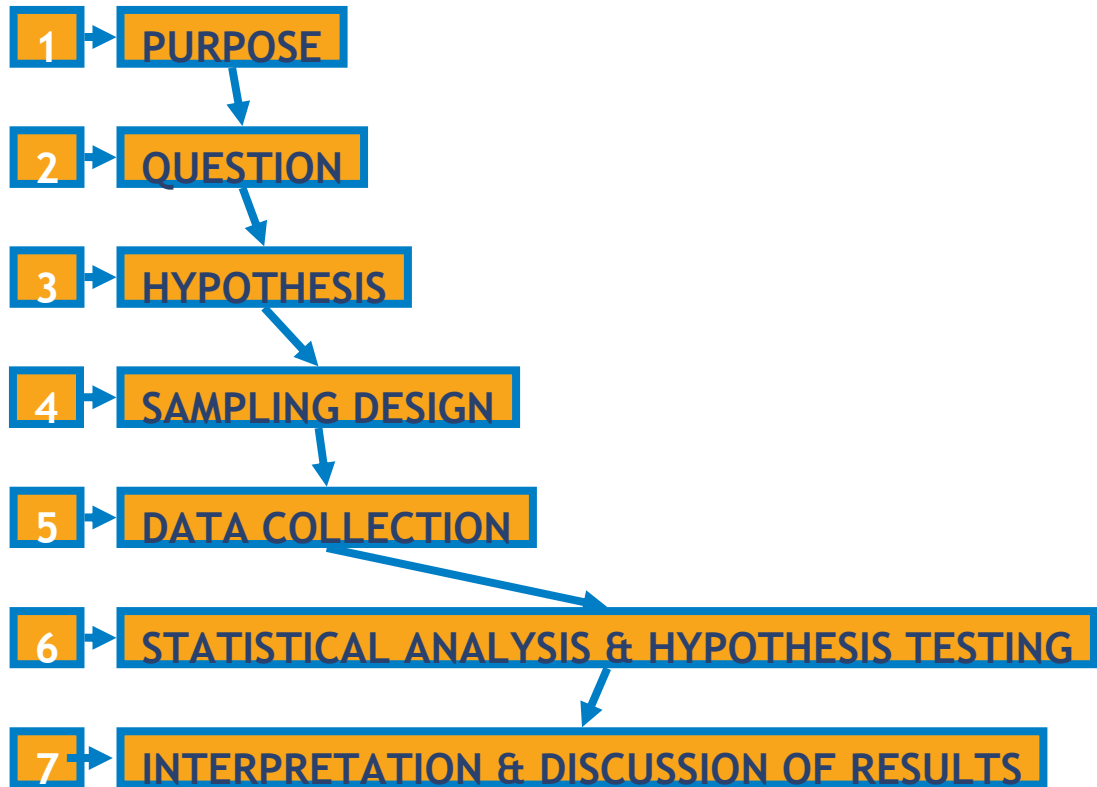 1 PURPOSE
2 QUESTION
3 HYPOTHESIS
4 SAMPLING DESIGN
5 DATA COLLECTION
6 STATISTICAL ANALYSIS & HYPOTHESIS TESTING
7 INTERPRETATION & DISCUSSION OF RESULTS